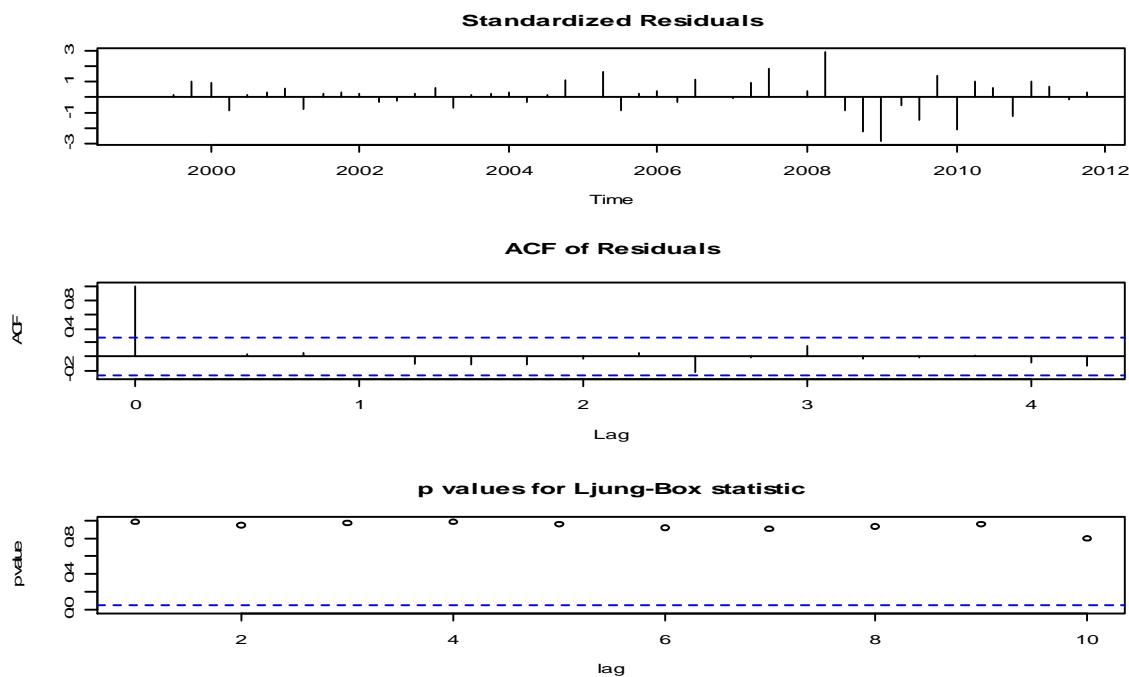 Standardized Residuals
3
1
-1
-3
2000 2002 2004 2006 2008 2010 2012
Time
ACF of Residuals
ACF
0.8
0.4
-0.2
0 1 2 3 4
Lag
p values for Ljung-Box statistic
p value
0.8
0.4
0.0
2 4 6 8 10
lag